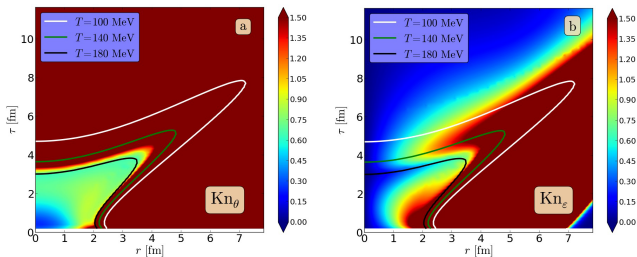 a
T=100 MeV
T=140 MeV
T=180 MeV
Knθ
τ [fm]
10
8
6
4
2
0
0 1 2 3 4 5 6 7
r [fm]
1.50
1.35
1.20
1.05
0.90
0.75
0.60
0.45
0.30
0.15
0.00
b
T=100 MeV
T=140 MeV
T=180 MeV
Knε
τ [fm]
10
8
6
4
2
0
0 1 2 3 4 5 6 7
r [fm]
1.50
1.35
1.20
1.05
0.90
0.75
0.60
0.45
0.30
0.15
0.00